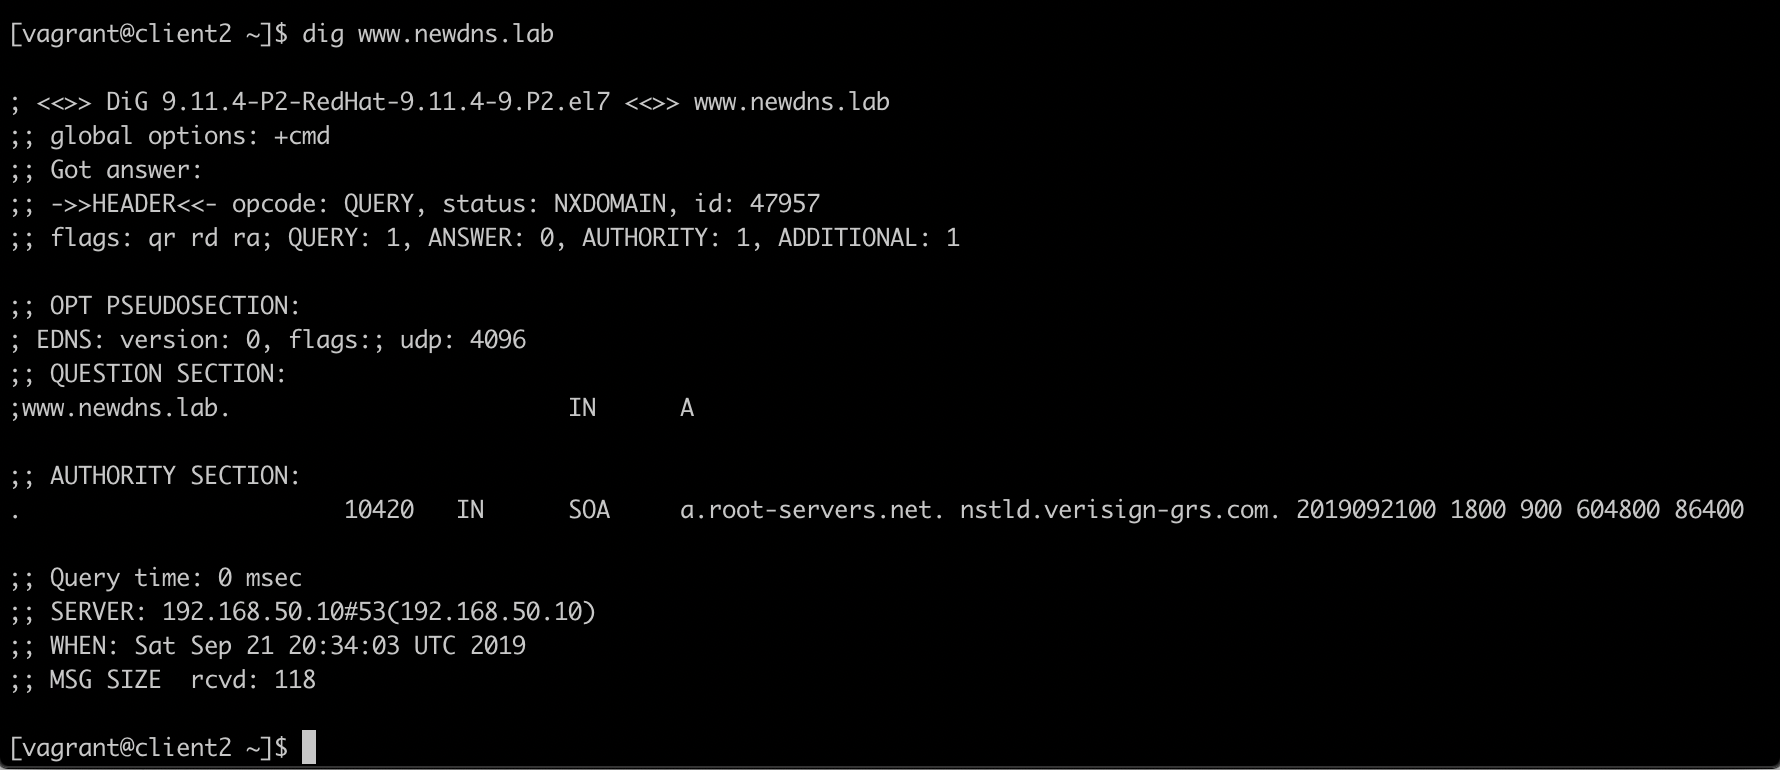 [vagrant@client2 ~]$ dig www.newdns.lab
; <<>> DiG 9.11.4-P2-RedHat-9.11.4-9.P2.el7 <<>> www.newdns.lab
;; global options: +cmd
;; Got answer:
;; ->>HEADER<<- opcode: QUERY, status: NXDOMAIN, id: 47957
;; flags: qr rd ra; QUERY: 1, ANSWER: 0, AUTHORITY: 1, ADDITIONAL: 1
;; OPT PSEUDOSECTION:
; EDNS: version: 0, flags:; udp: 4096
;; QUESTION SECTION:
;www.newdns.lab. IN A
;; AUTHORITY SECTION:
. 10420 IN SOA a.root-servers.net. nstld.verisign-grs.com. 2019092100 1800 900 604800 86400
;; Query time: 0 msec
;; SERVER: 192.168.50.10#53(192.168.50.10)
;; WHEN: Sat Sep 21 20:34:03 UTC 2019
;; MSG SIZE  rcvd: 118
[vagrant@client2 ~]$